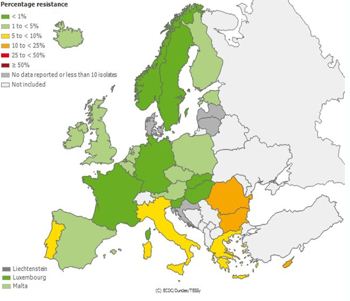 Percentage resistance
< 1%
1 to < 5%
5 to < 10%
10 to < 25%
25 to < 50%
≥ 50%
No data reported or less than 10 isolates
Not included
Liechtenstein
Luxembourg
Malta
(C) ECDC/Dundas/TESSy